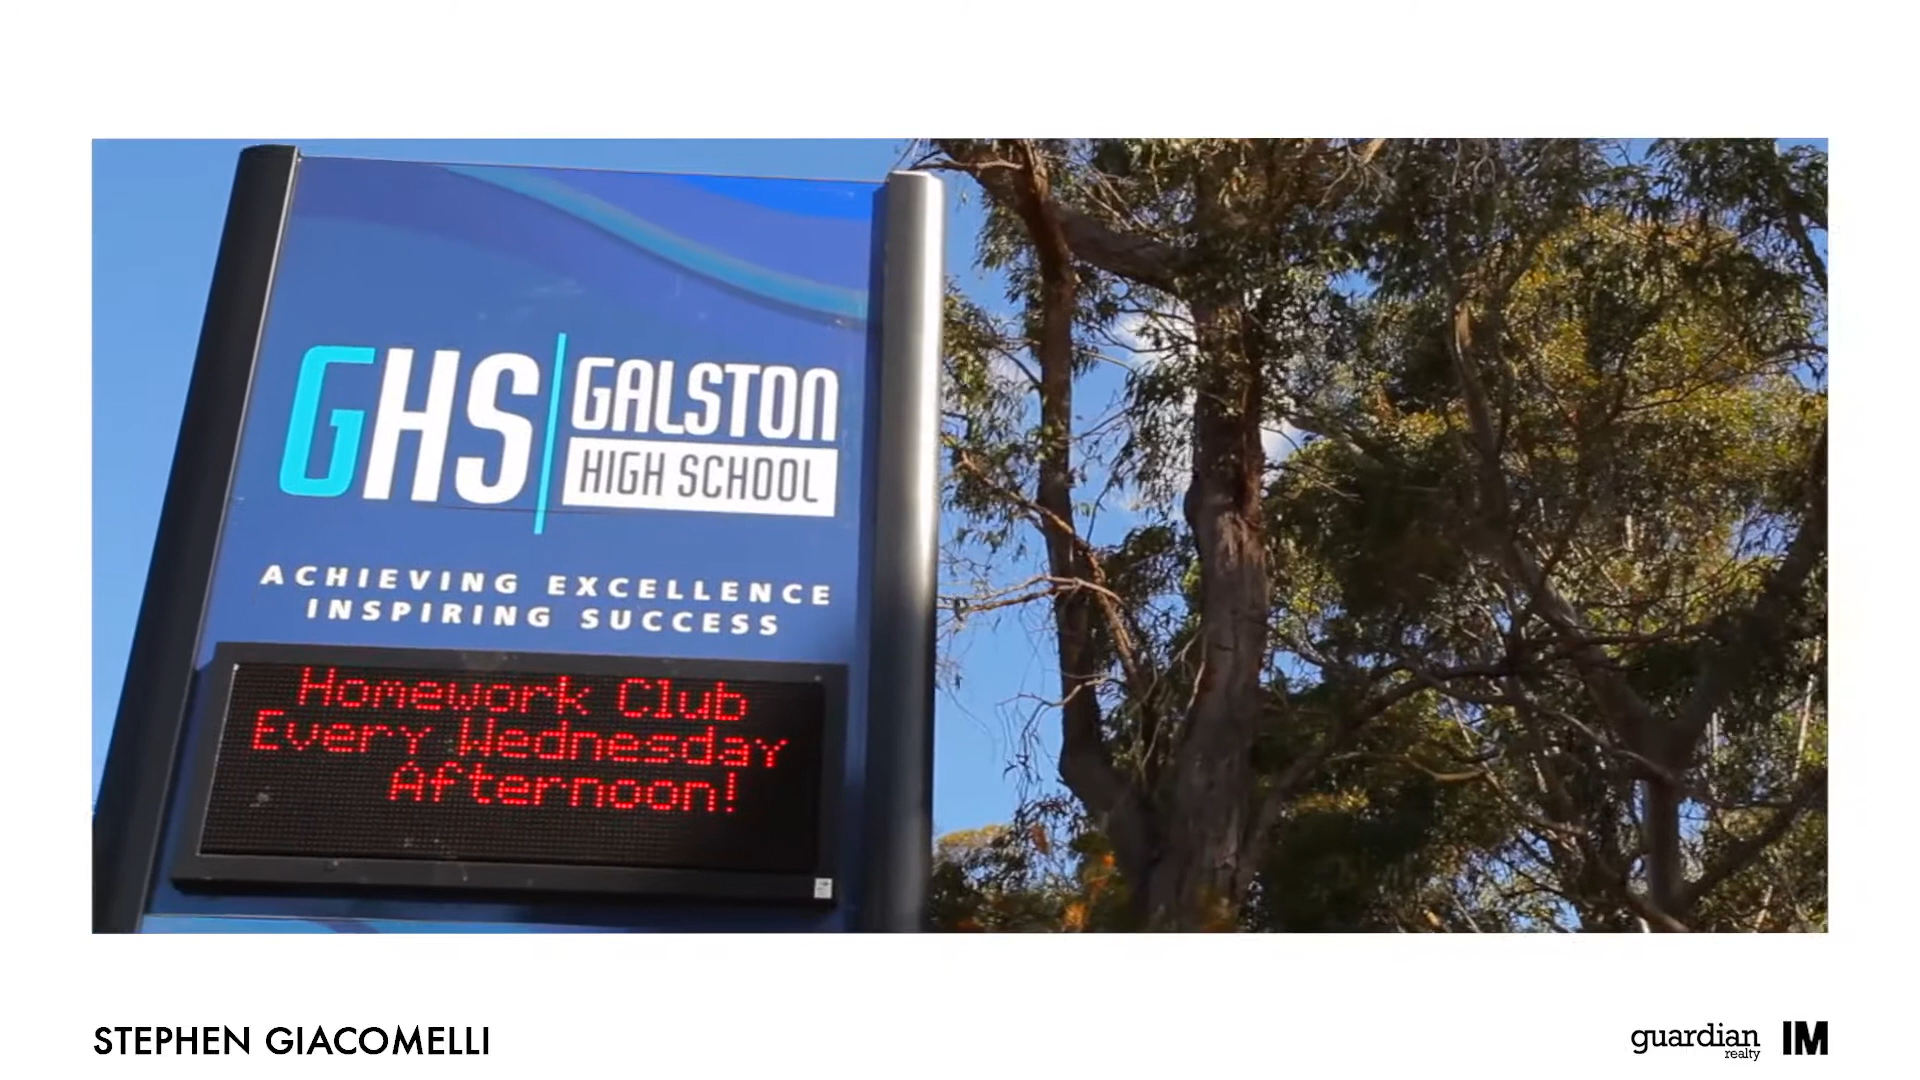 GHS
GALSTON
HIGH SCHOOL
ACHIEVING EXCELLENCE
INSPIRING SUCCESS
Homework Club
Every Wednesday
Afternoon!
STEPHEN GIACOMELLI
guardian
realty
IM